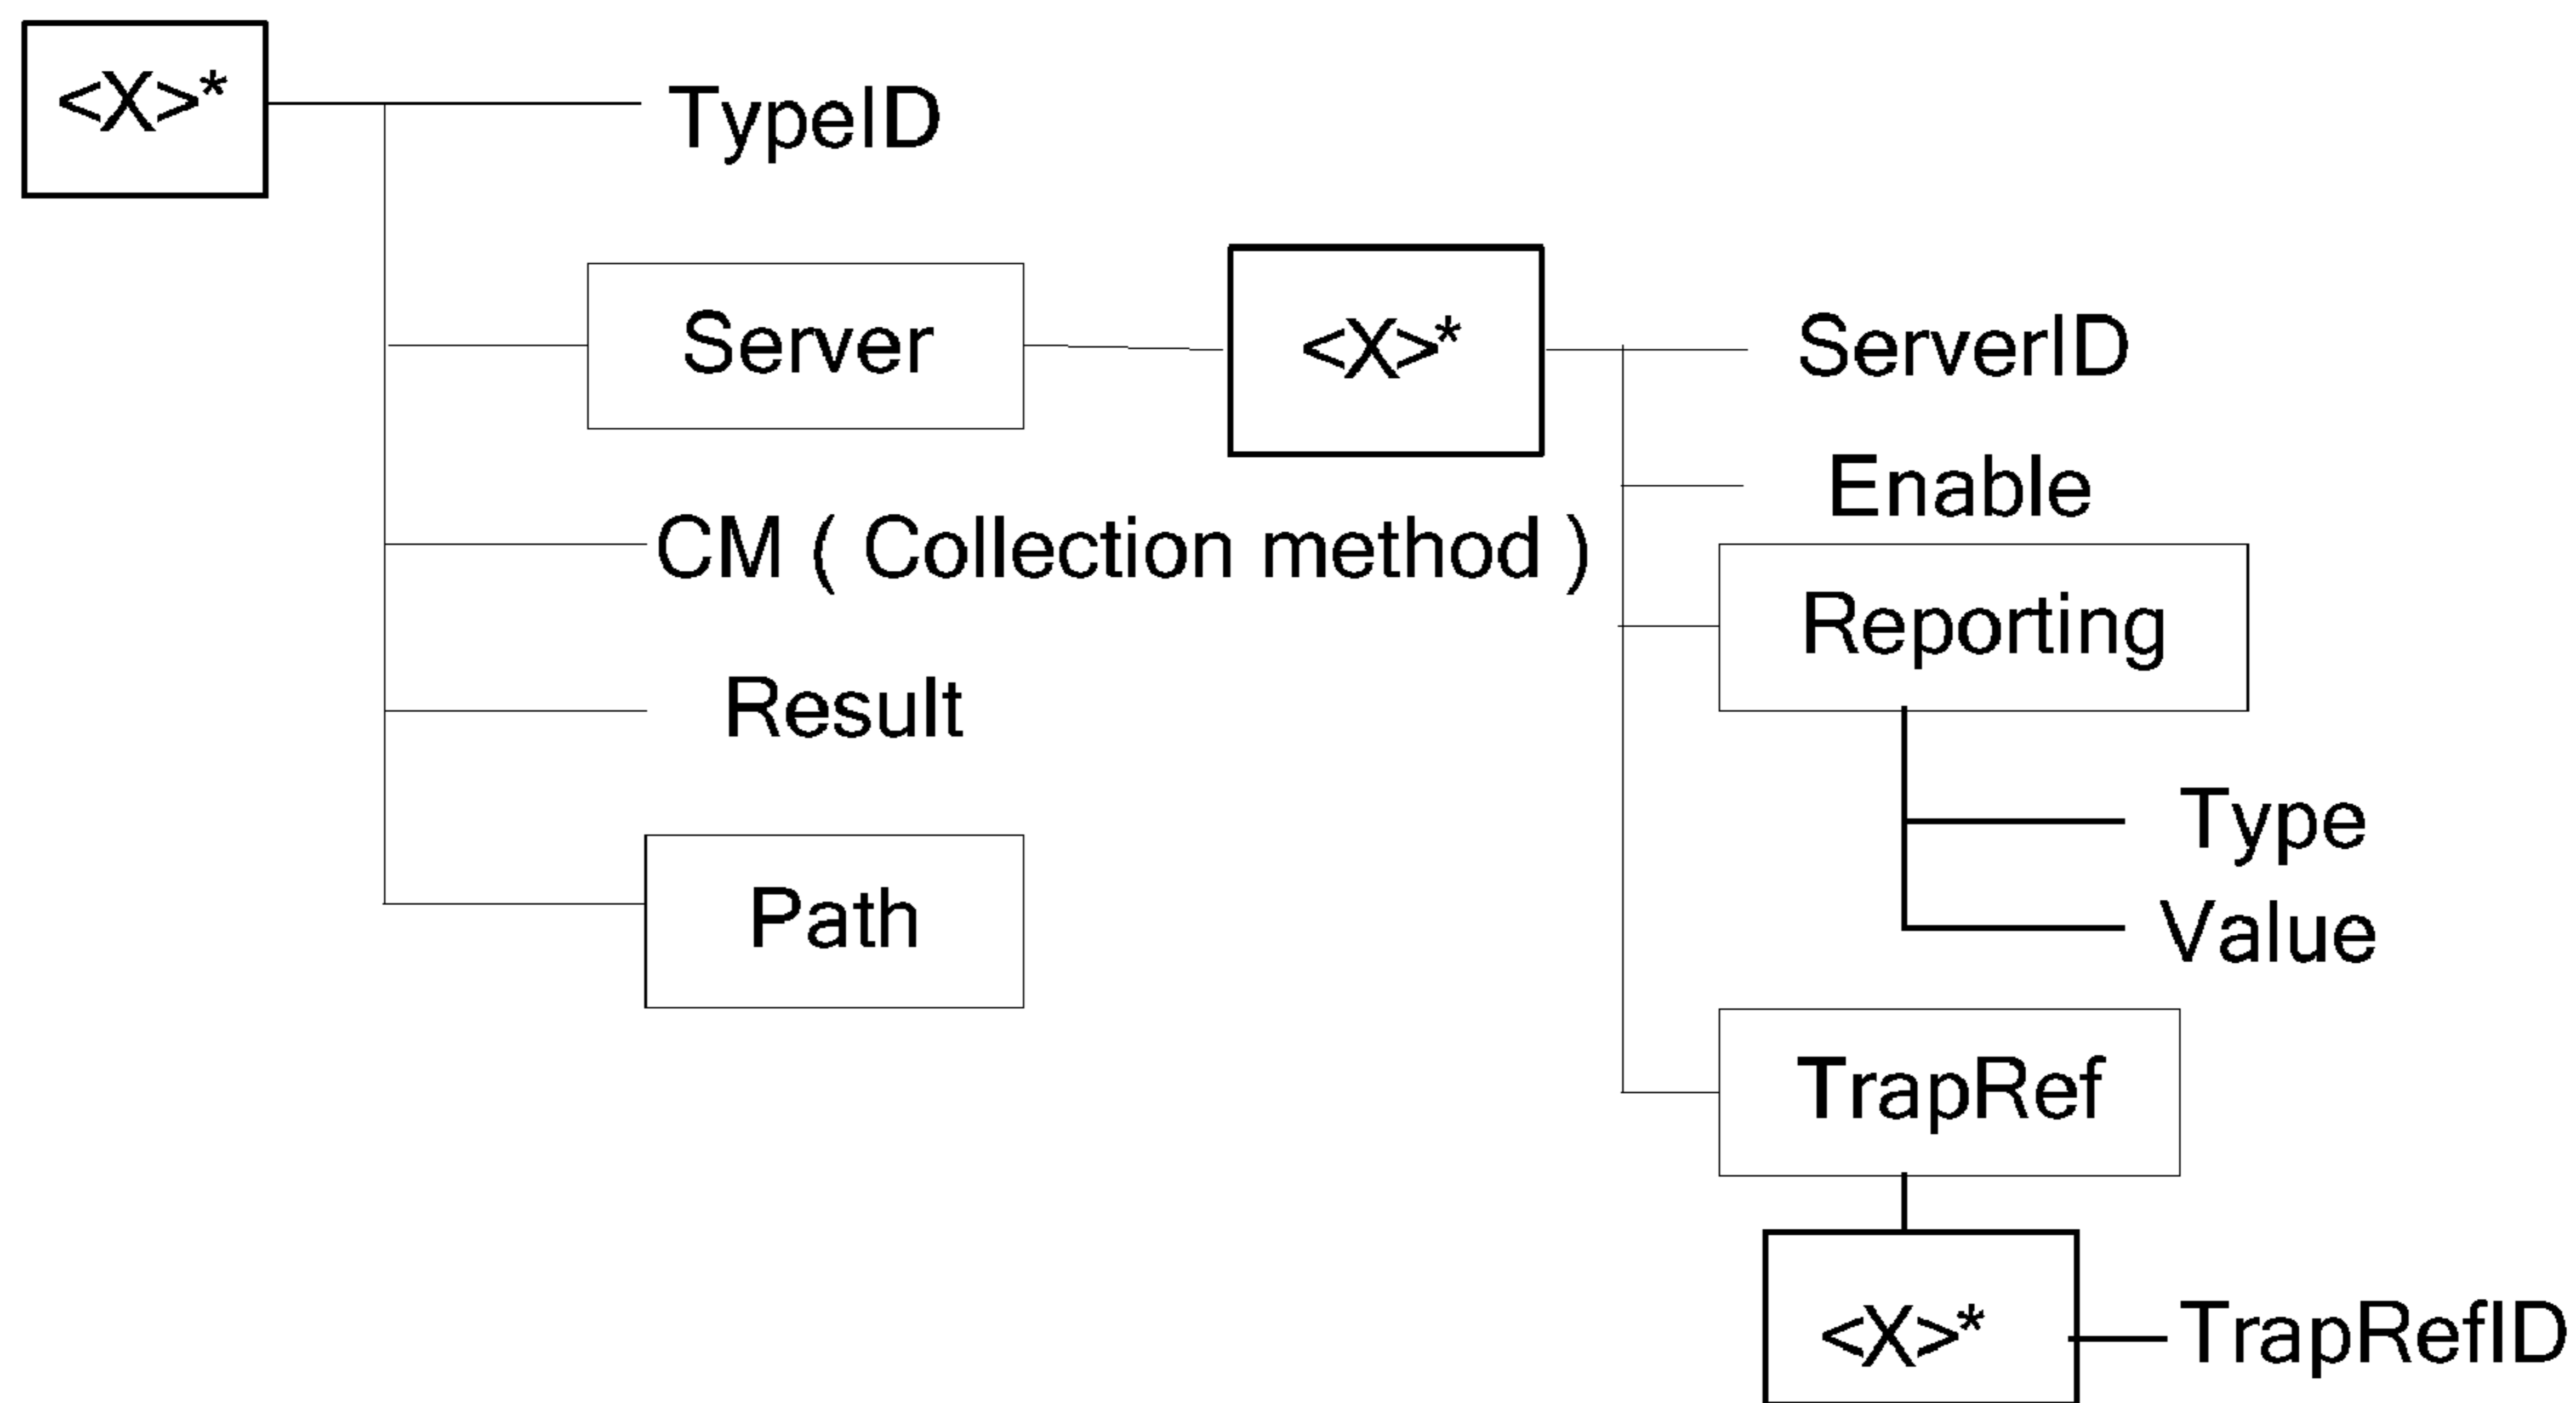 <X>*
TypeID
Server
<X>*
ServerID
Enable
CM ( Collection method )
Reporting
Result
Type
Path
Value
TrapRef
<X>*
TrapRefID